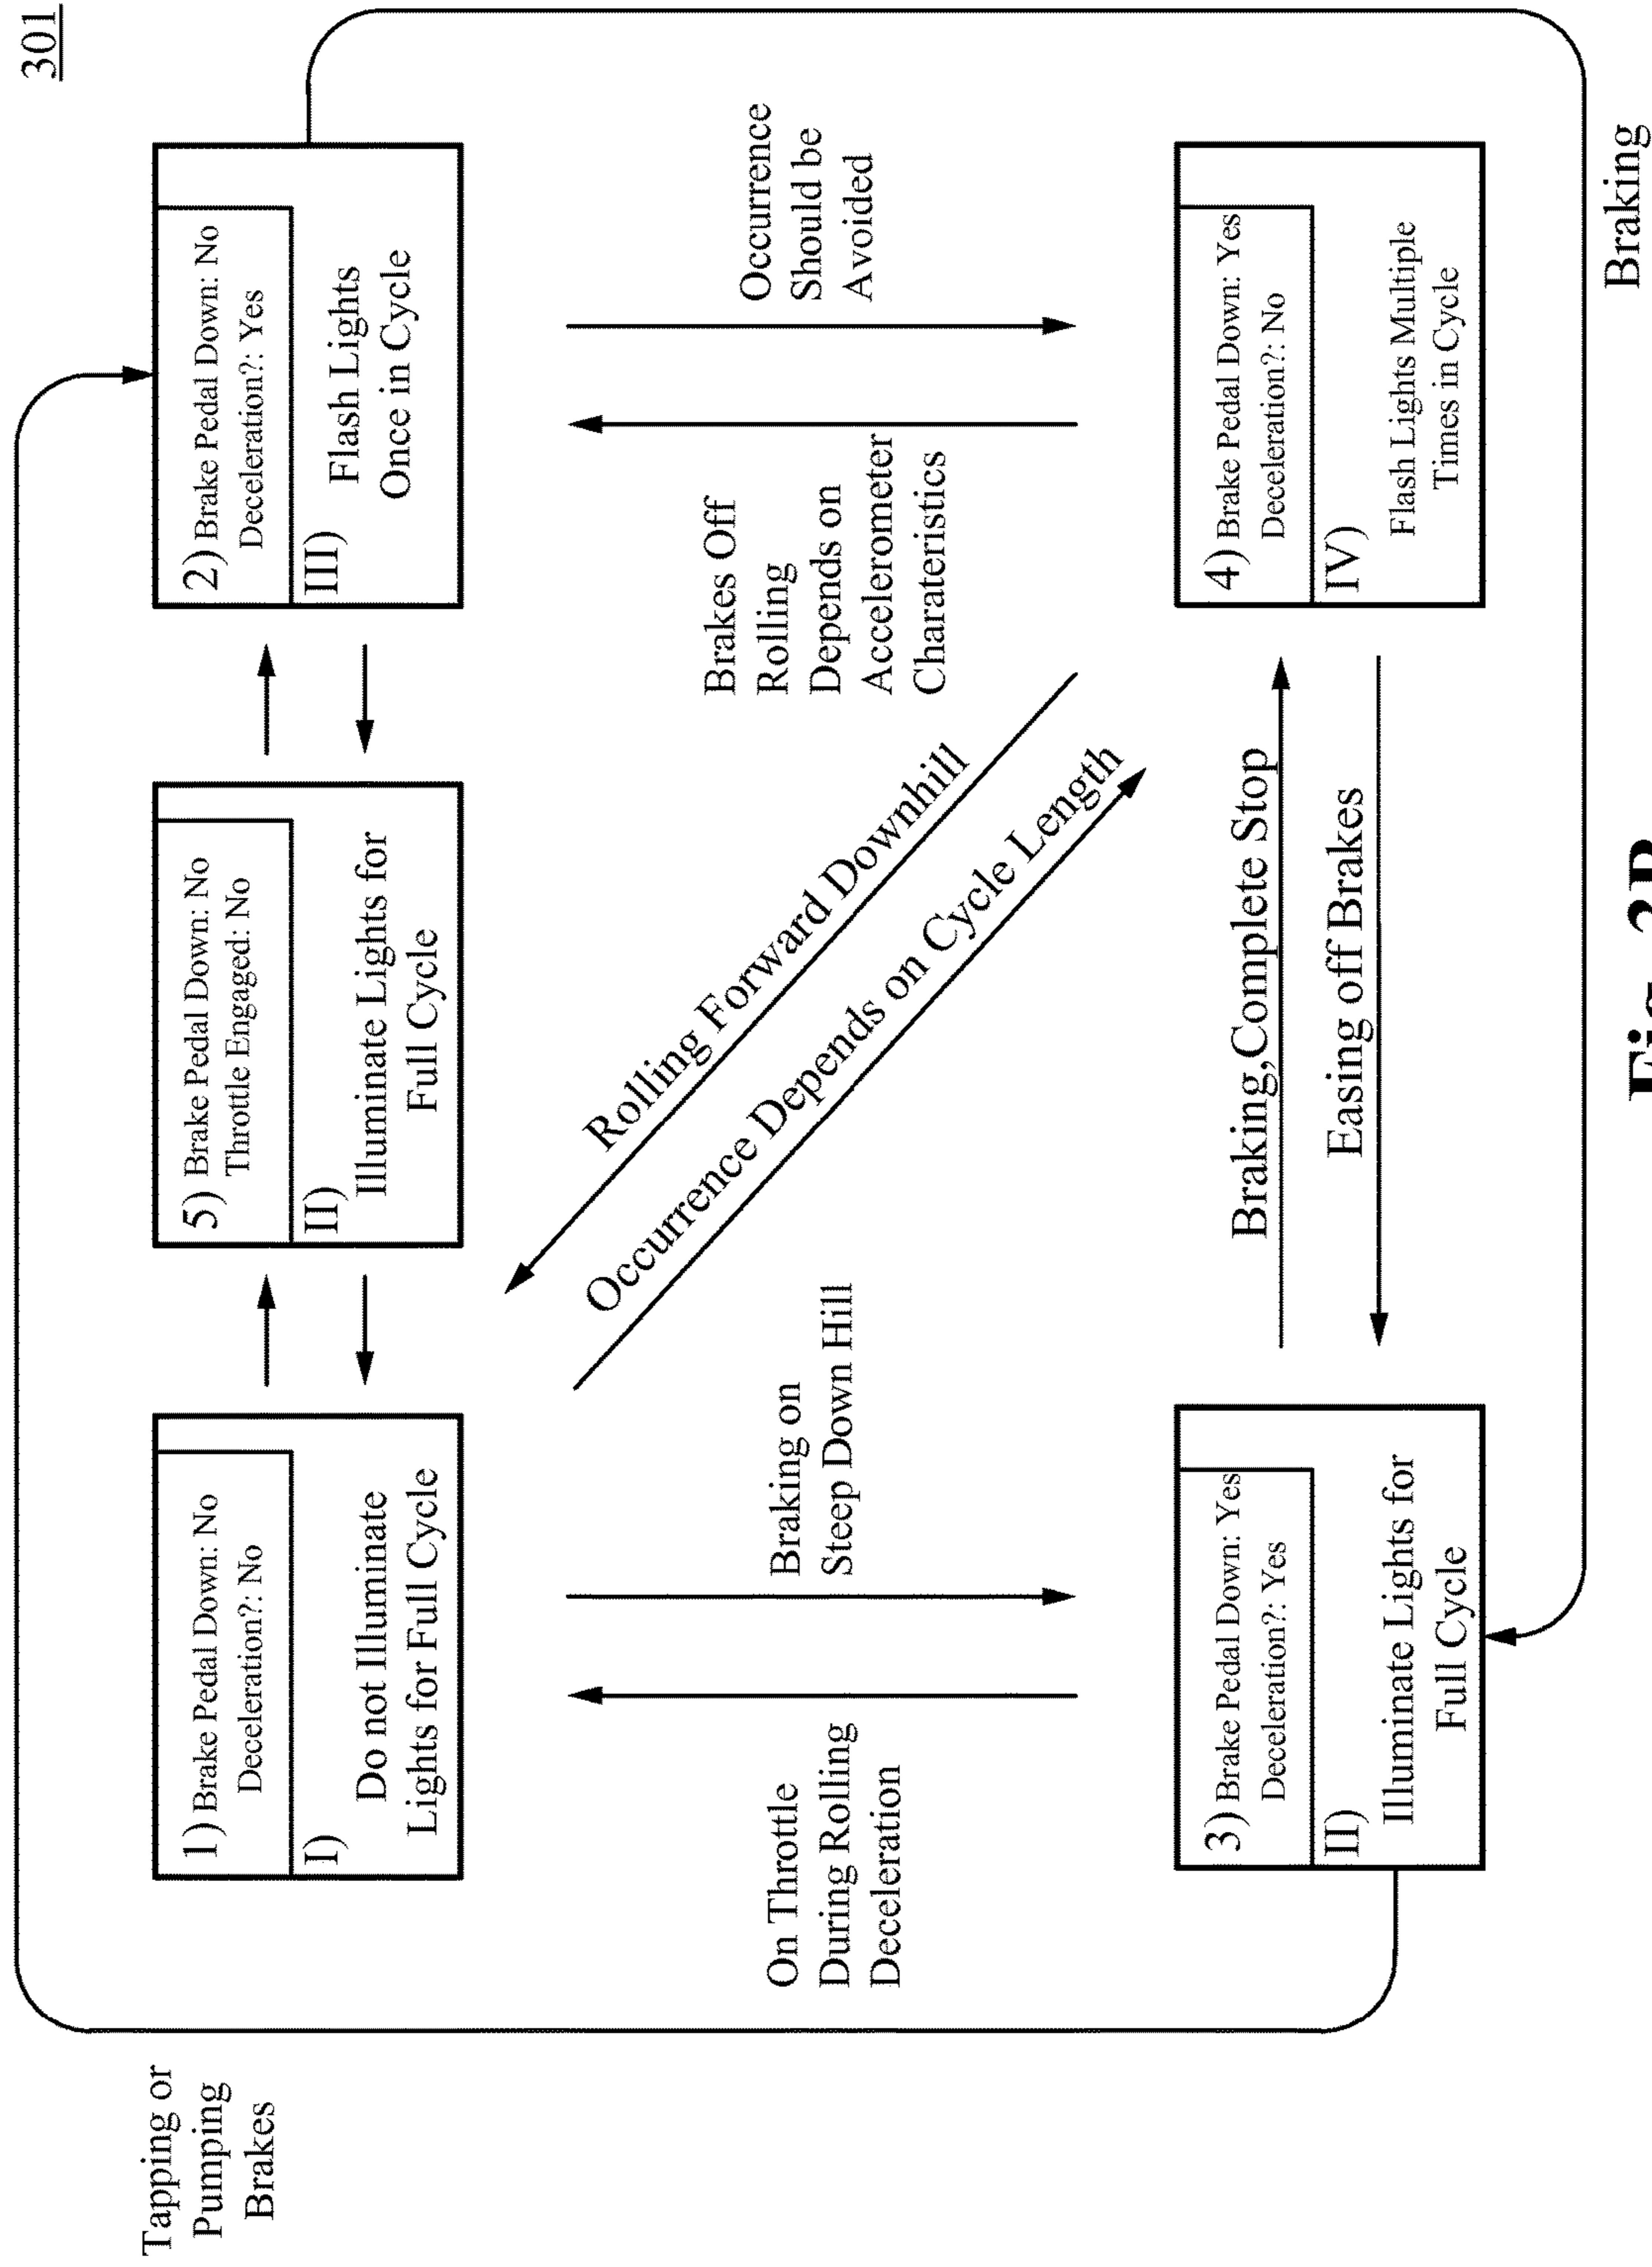 301
Tapping or
Pumping
Brakes
1) Brake Pedal Down: No
Deceleration?: No
I)
Do not Illuminate
Lights for Full Cycle
5) Brake Pedal Down: No
Throttle Engaged: No
II)
Illuminate Lights for
Full Cycle
2) Brake Pedal Down: No
Deceleration?: Yes
III)
Flash Lights
Once in Cycle
On Throttle
During Rolling
Deceleration
Braking on
Steep Down Hill
Rolling Forward Downhill
Occurrence Depends on Cycle Length
Brakes Off
Rolling
Depends on
Accelerometer
Charateristics
Occurrence
Should be
Avoided
3) Brake Pedal Down: Yes
Deceleration?: Yes
II)
Illuminate Lights for
Full Cycle
Braking,Complete Stop
Easing off Brakes
4) Brake Pedal Down: Yes
Deceleration?: No
IV)
Flash Lights Multiple
Times in Cycle
Braking
Fig.